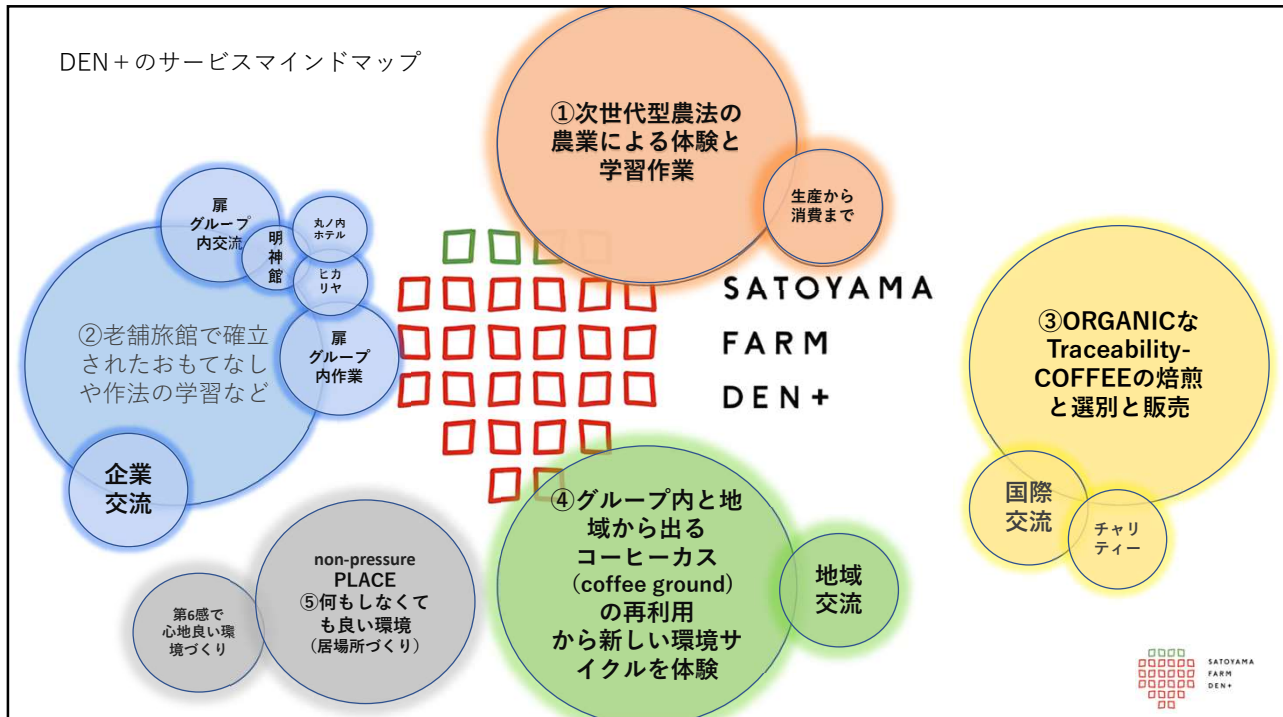 DEN＋のサービスマインドマップ
①次世代型農法の
農業による体験と
学習作業
生産から
消費まで
扉
グループ
内交流
明
神
館
丸ノ内
ホテル
ヒカ
リヤ
扉
グループ
内作業
②老舗旅館で確立
されたおもてなし
や作法の学習など
企業
交流
SATOYAMA
FARM
DEN+
③ORGANICな
Traceability-
COFFEEの焙煎
と選別と販売
国際
交流
チャリ
ティー
④グループ内と地
域から出る
コーヒーカス
（coffee ground）
の再利用
から新しい環境サ
イクルを体験
地域
交流
non-pressure
PLACE
⑤何もしなくて
も良い環境
（居場所づくり）
第6感で
心地良い環
境づくり
SATOYAMA
FARM
DEN+